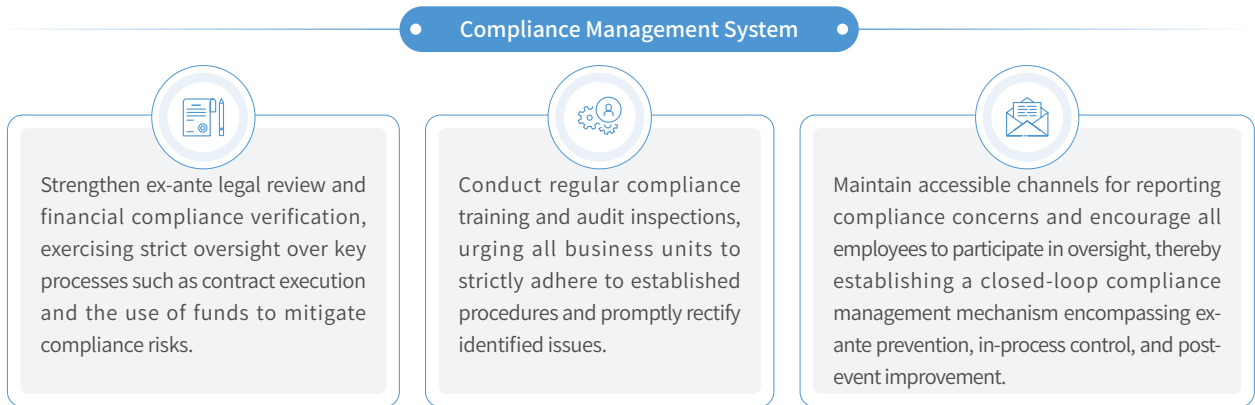 Compliance Management System
Strengthen ex-ante legal review and
financial compliance verification,
exercising strict oversight over key
processes such as contract execution
and the use of funds to mitigate
compliance risks.
Conduct regular compliance
training and audit inspections,
urging all business units to
strictly adhere to established
procedures and promptly rectify
identified issues.
Maintain accessible channels for reporting
compliance concerns and encourage all
employees to participate in oversight, thereby
establishing a closed-loop compliance
management mechanism encompassing ex-
ante prevention, in-process control, and post-
event improvement.